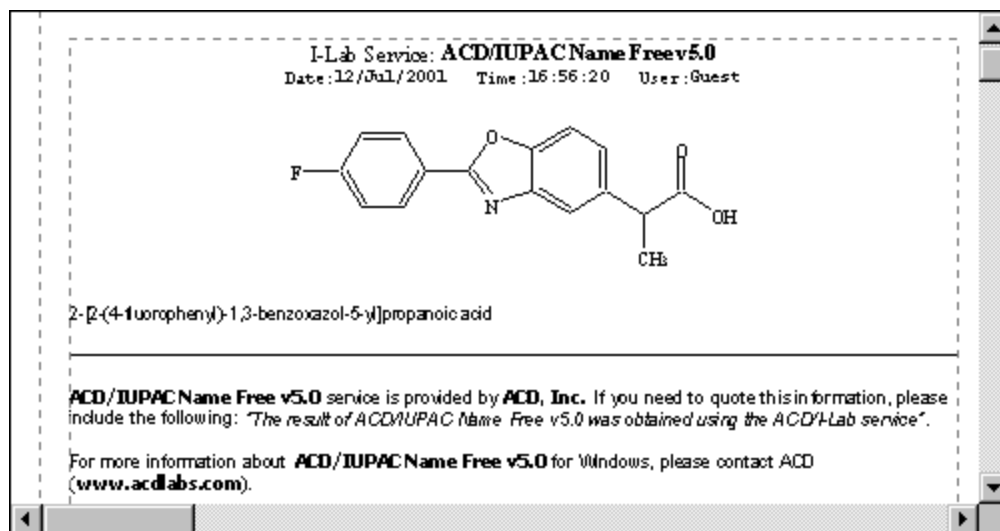 I-Lab Service: ACD/IUPAC Name Free v5.0
Date:12/Jul/2001 Time:16:56:20 User:Guest
O
F
N
O
OH
CH3
2-[2-(4-fluorophenyl)-1,3-benzoxazol-5-yl]propanoic acid
ACD/IUPAC Name Free v5.0 service is provided by ACD, Inc. If you need to quote this information, please
include the following: "The result of ACD/IUPAC Name Free v5.0 was obtained using the ACD/I-Lab service".
For more information about ACD/IUPAC Name Free v5.0 for Windows, please contact ACD
(www.acdlabs.com).